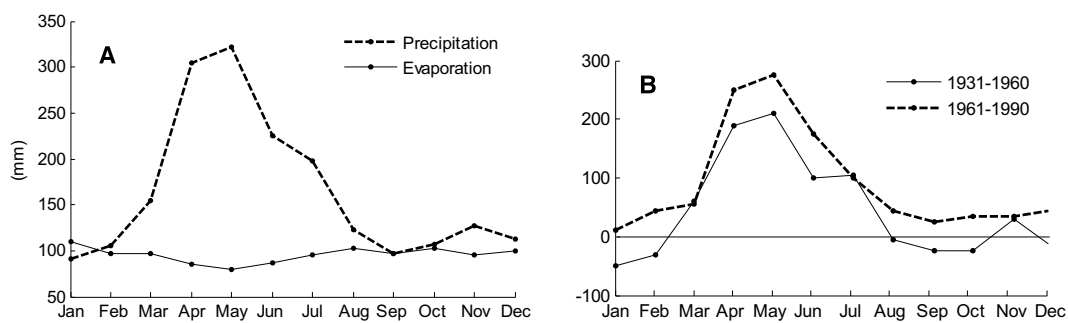 A
Precipitation
Evaporation
(mm)
350
300
250
200
150
100
50
Jan Feb Mar Apr May Jun Jul Aug Sep Oct Nov Dec
B
1931-1960
1961-1990
300
200
100
0
-100
Jan Feb Mar Apr May Jun Jul Aug Sep Oct Nov Dec